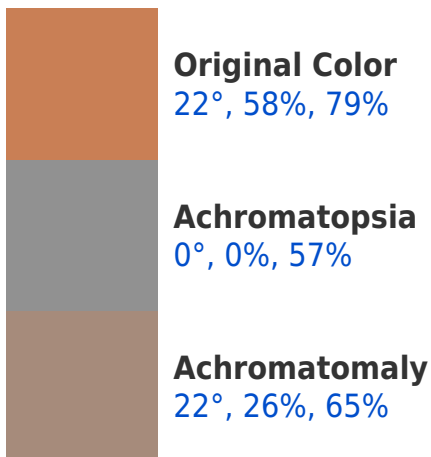 Original Color
22°, 58%, 79%
Achromatopsia
0°, 0%, 57%
Achromatomaly
22°, 26%, 65%